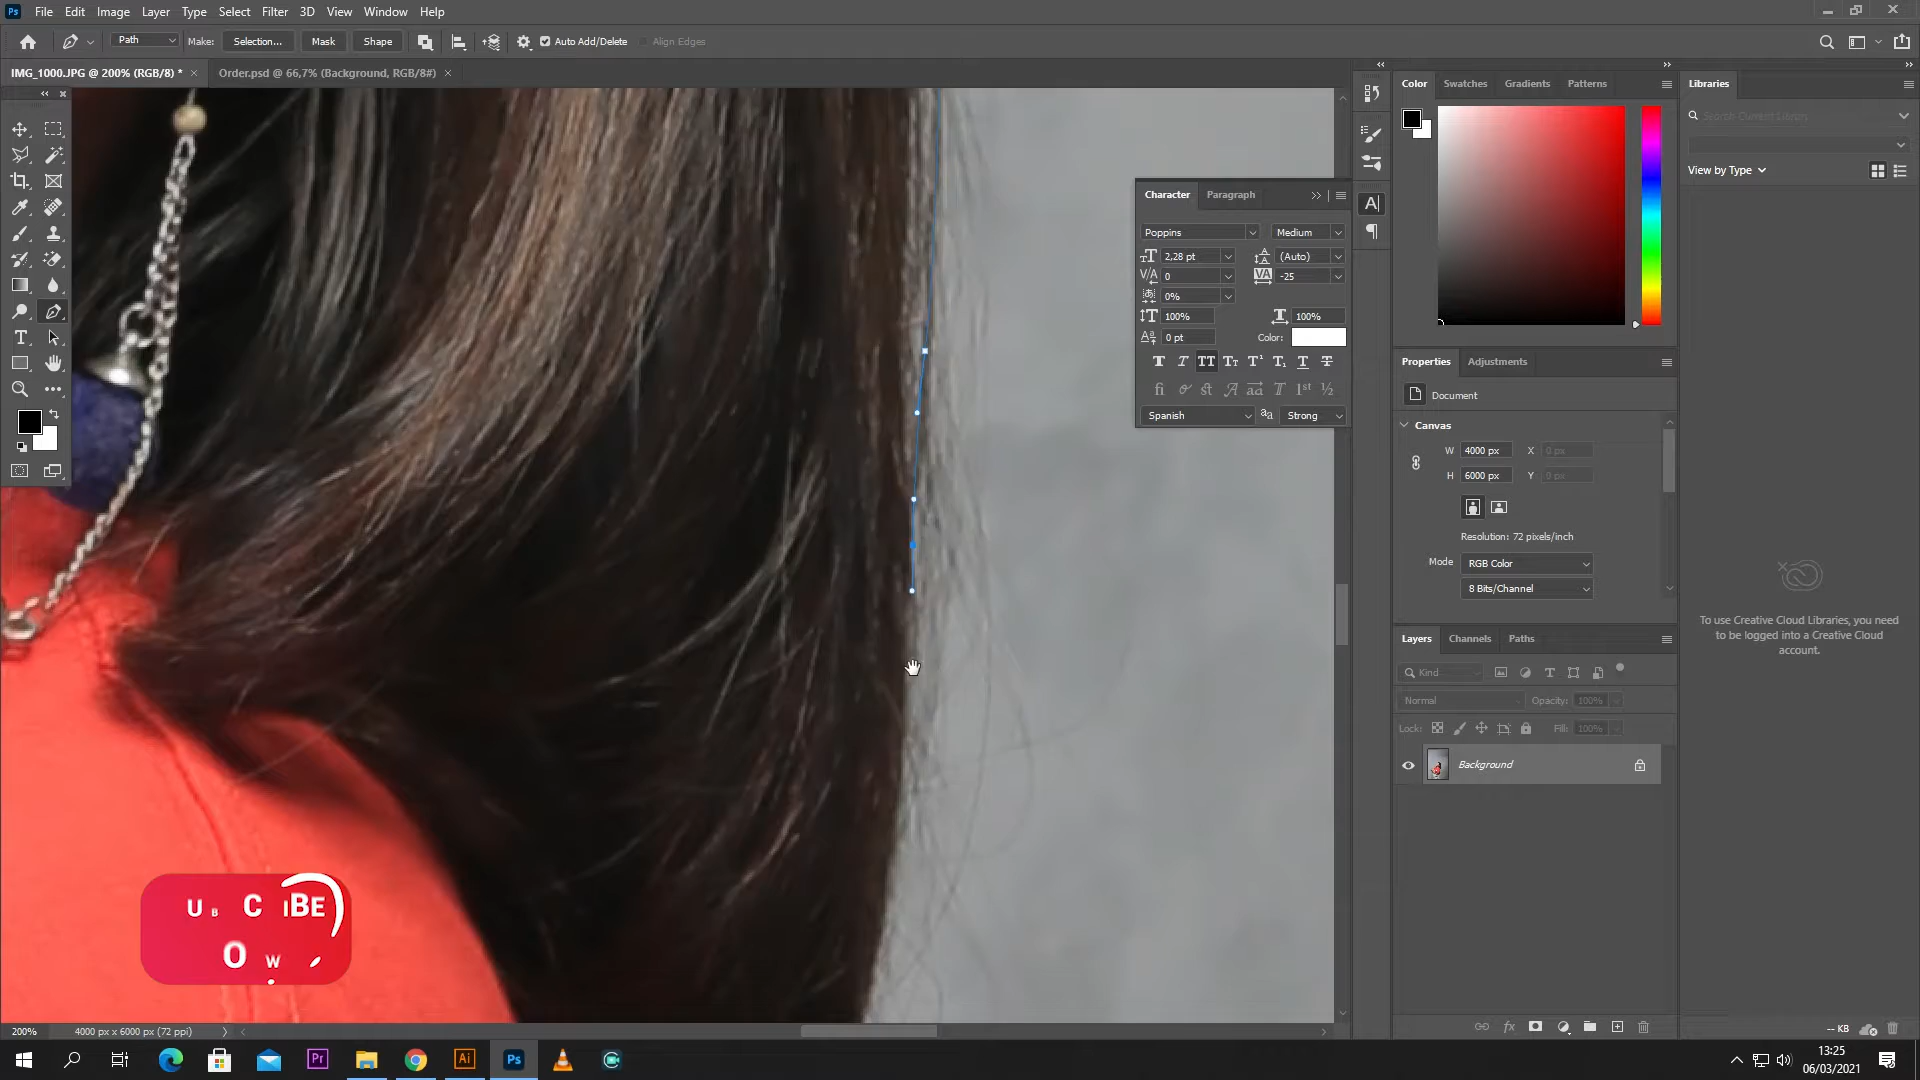 Ps File Edit Image Layer Type Select Filter 3D View Window Help
Path Make: Selection... Mask Shape Auto Add/Delete Align Edges
IMG_1000.JPG @ 200% (RGB/8) * × Order.psd @ 66,7% (Background, RGB/8#) ×
Color Swatches Gradients Patterns
Libraries
Search Current Library
View by Type
Character Paragraph
Poppins Medium
2,28 pt (Auto)
0 -25
0%
100% 100%
0 pt Color:
Spanish aa Strong
Properties Adjustments
Document
Canvas
W 4000 px X 0 px
H 6000 px Y 0 px
Resolution: 72 pixels/inch
Mode RGB Color
8 Bits/Channel
To use Creative Cloud Libraries, you need
to be logged into a Creative Cloud
account.
Layers Channels Paths
Kind
Normal Opacity: 100%
Lock: Fill: 100%
Background
U B C IBE
O W
200% 4000 px x 6000 px (72 ppi)
-- KB
Pr Ai Ps
13:25
06/03/2021